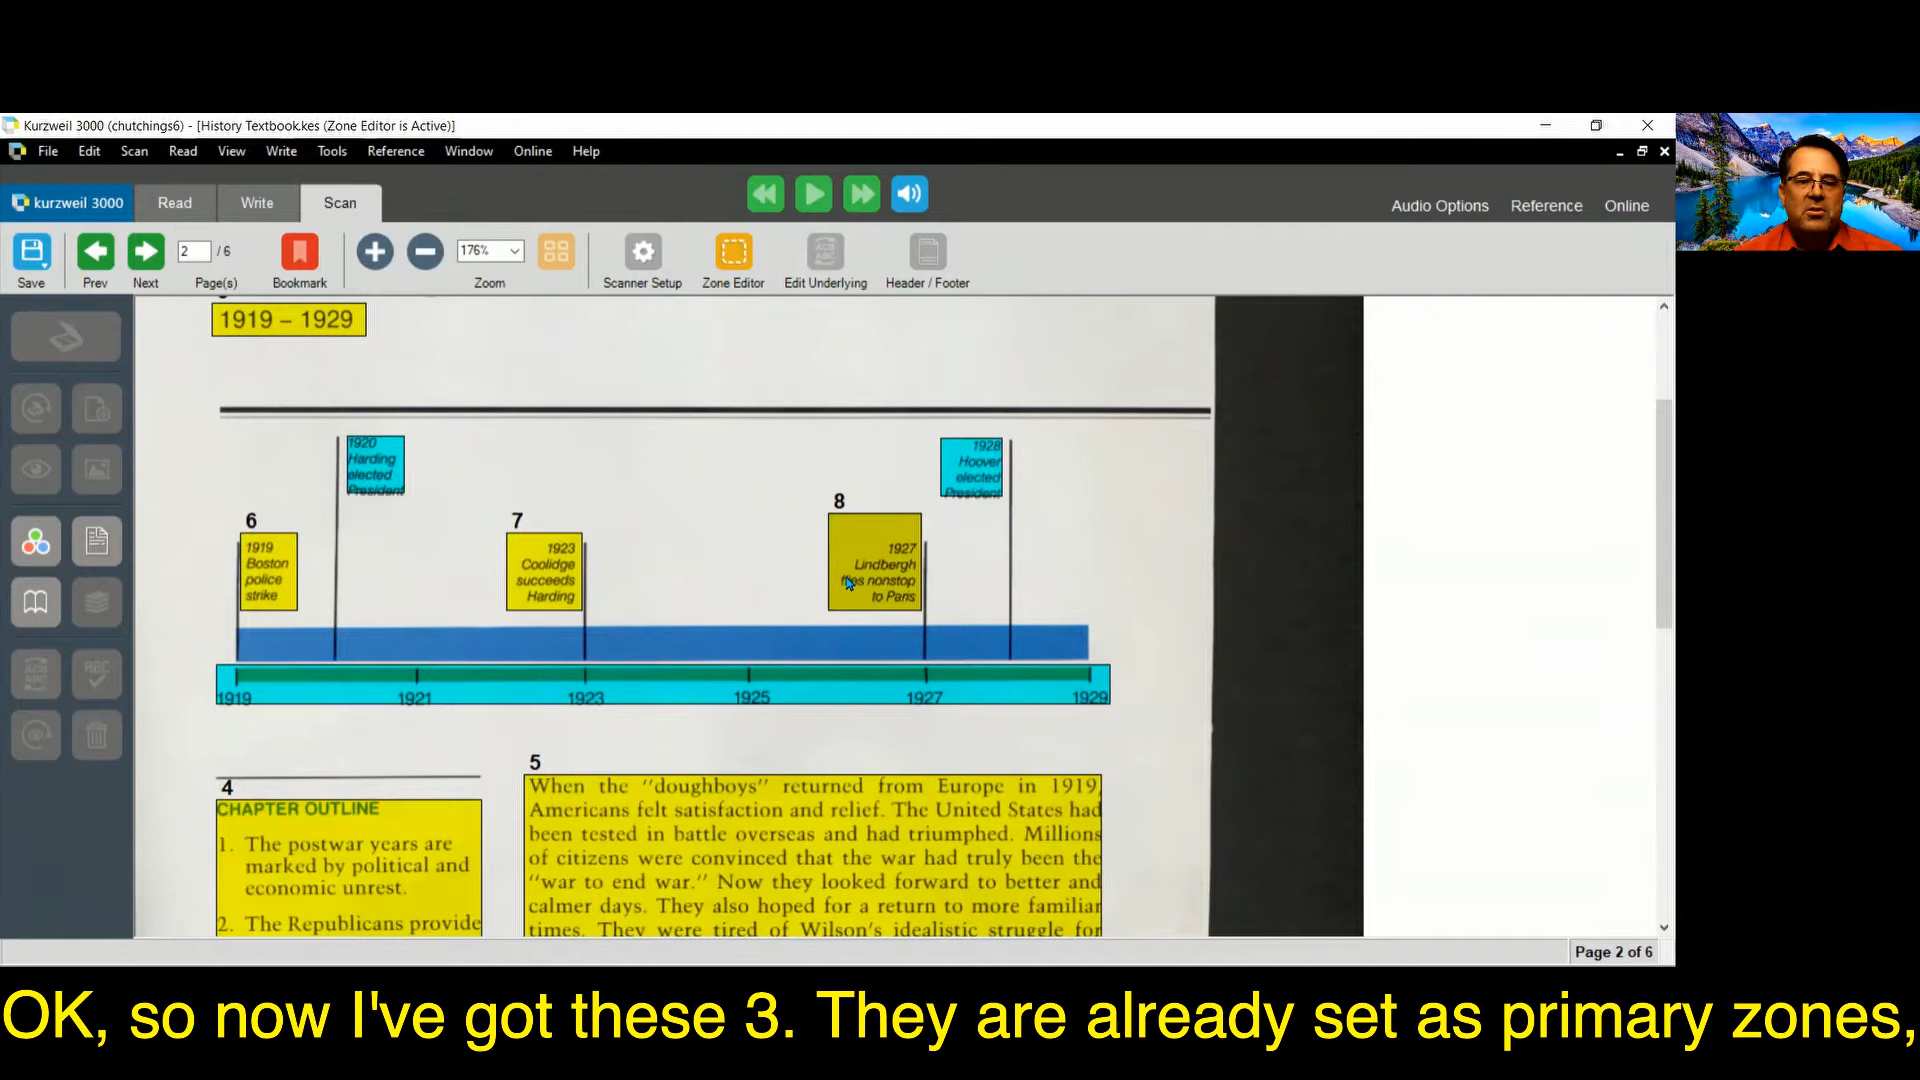 Kurzweil 3000 (chutchings6) - [History Textbook.kes (Zone Editor is Active)]
File Edit Scan Read View Write Tools Reference Window Online Help
kurzweil 3000 Read Write Scan
Audio Options Reference Online
2 / 6
176%
Save Prev Next Page(s) Bookmark Zoom Scanner Setup Zone Editor Edit Underlying Header / Footer
1919 – 1929
1920
Harding
elected
President
1928
Hoover
elected
President
6
1919
Boston
police
strike
7
1923
Coolidge
succeeds
Harding
8
1927
Lindbergh
flies nonstop
to Paris
1919 1921 1923 1925 1927 1929
4
CHAPTER OUTLINE
1. The postwar years are
marked by political and
economic unrest.
2. The Republicans provide
5
When the "doughboys" returned from Europe in 1919,
Americans felt satisfaction and relief. The United States had
been tested in battle overseas and had triumphed. Millions
of citizens were convinced that the war had truly been the
"war to end war." Now they looked forward to better and
calmer days. They also hoped for a return to more familiar
times. They were tired of Wilson's idealistic struggle for
Page 2 of 6
OK, so now I've got these 3. They are already set as primary zones,